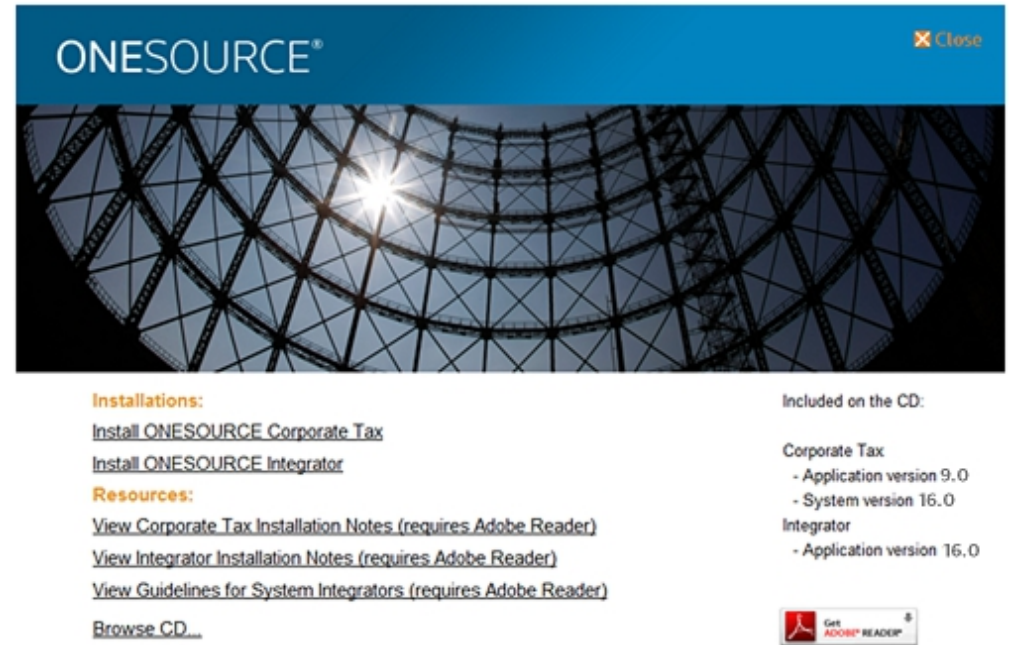 ONESOURCE®
Close
Installations:
Install ONESOURCE Corporate Tax
Install ONESOURCE Integrator
Resources:
View Corporate Tax Installation Notes (requires Adobe Reader)
View Integrator Installation Notes (requires Adobe Reader)
View Guidelines for System Integrators (requires Adobe Reader)
Browse CD...
Included on the CD:
Corporate Tax
- Application version 9.0
- System version 16.0
Integrator
- Application version 16.0
Get
ADOBE® READER®